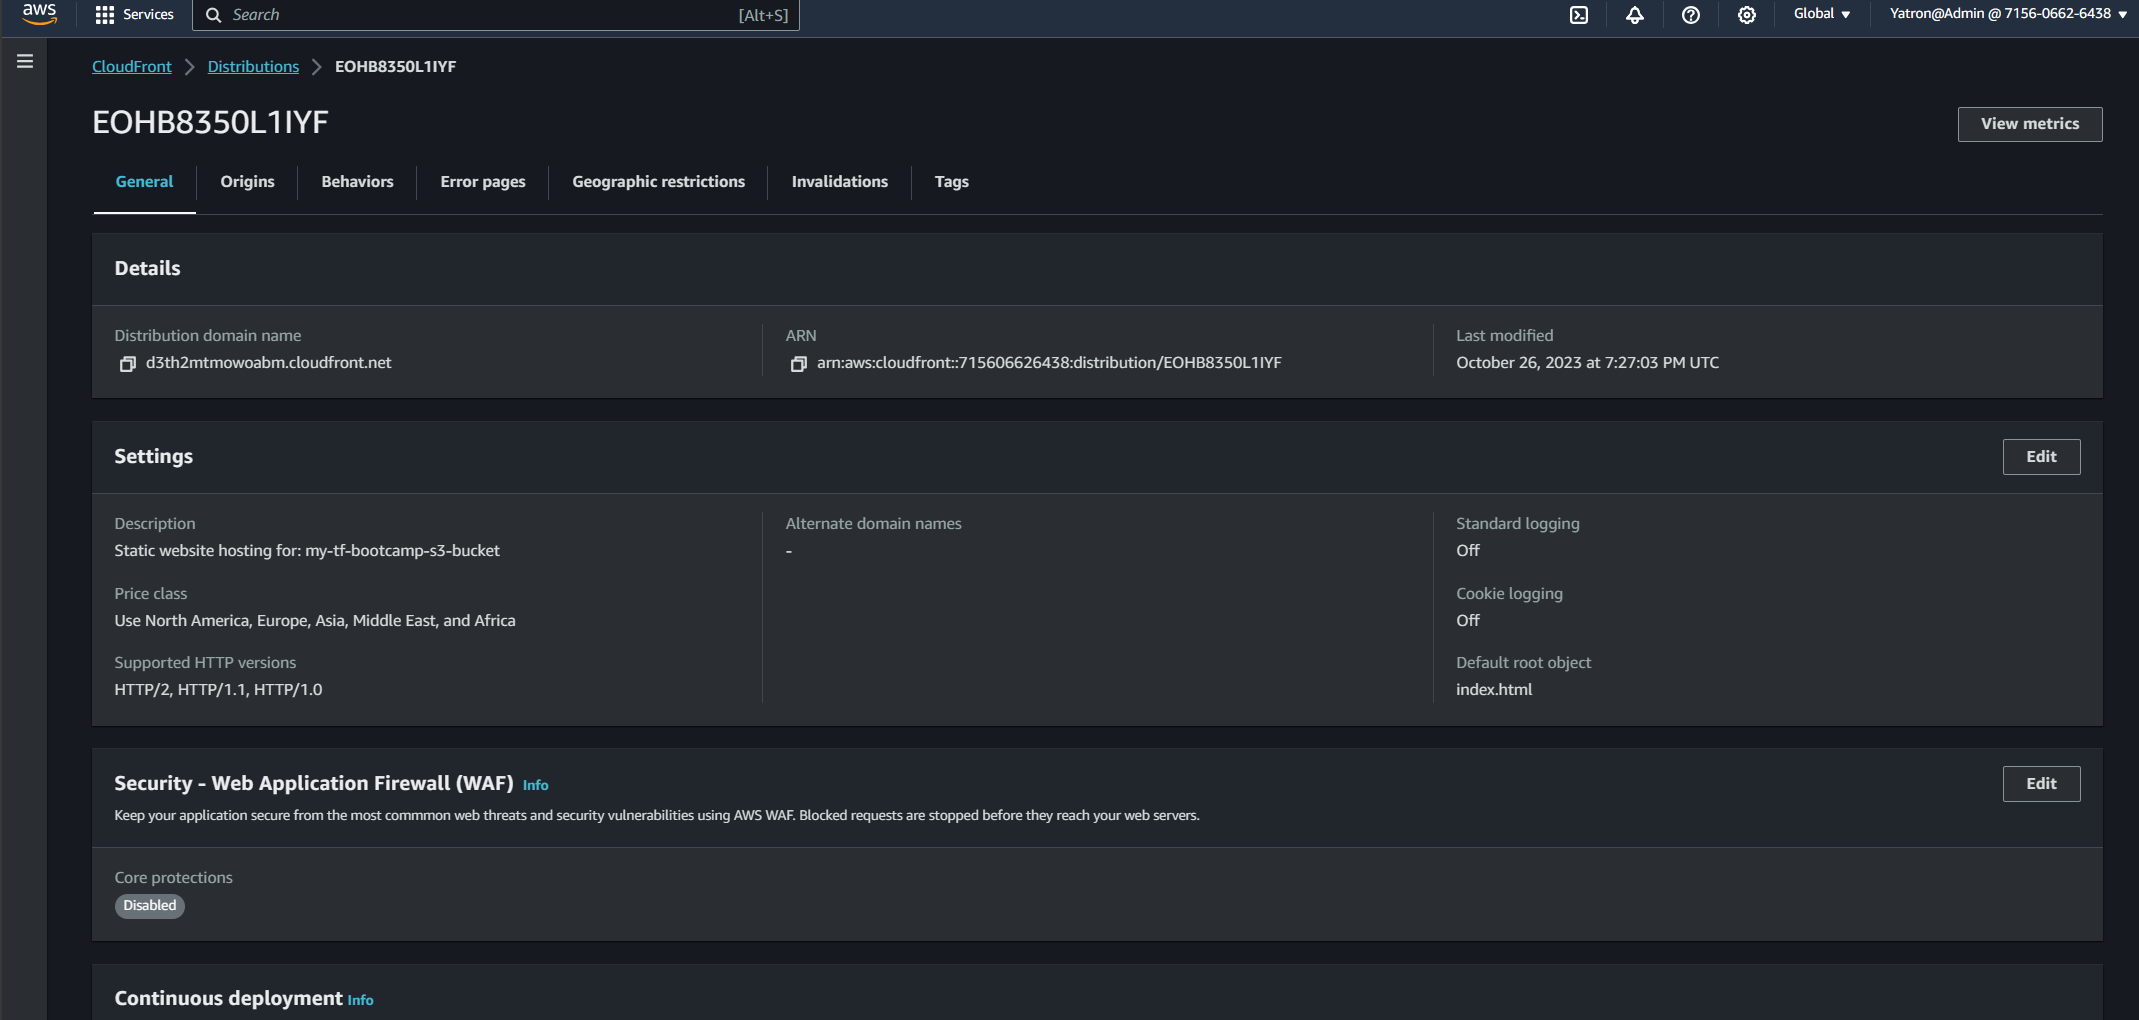 aws Services Search [Alt+S] Global Yatron@Admin @ 7156-0662-6438
CloudFront Distributions EOHB8350L1IYF
EOHB8350L1IYF View metrics
General Origins Behaviors Error pages Geographic restrictions Invalidations Tags
Details
Distribution domain name ARN Last modified
d3th2mtmowoabm.cloudfront.net arn:aws:cloudfront::715606626438:distribution/EOHB8350L1IYF October 26, 2023 at 7:27:03 PM UTC
Settings Edit
Description Alternate domain names Standard logging
Static website hosting for: my-tf-bootcamp-s3-bucket - Off
Price class Cookie logging
Use North America, Europe, Asia, Middle East, and Africa Off
Supported HTTP versions Default root object
HTTP/2, HTTP/1.1, HTTP/1.0 index.html
Security - Web Application Firewall (WAF) Info Edit
Keep your application secure from the most commmon web threats and security vulnerabilities using AWS WAF. Blocked requests are stopped before they reach your web servers.
Core protections
Disabled
Continuous deployment Info